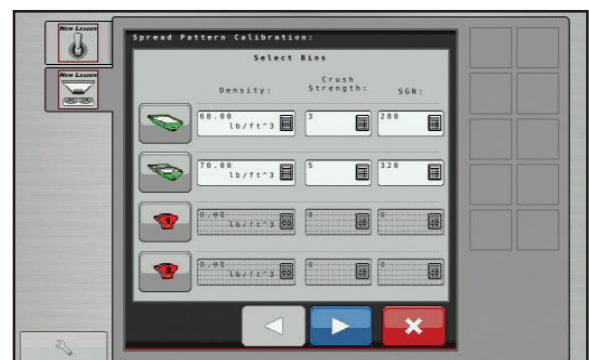 New Leader
New Leader
Spread Pattern Calibration:
Select Bins
Density:
Crush
Strength:
SGN:
68.00
lb/ft^3
3
280
70.00
lb/ft^3
5
320
1
0.00
lb/ft^3
0
0
2
0.00
lb/ft^3
0
0